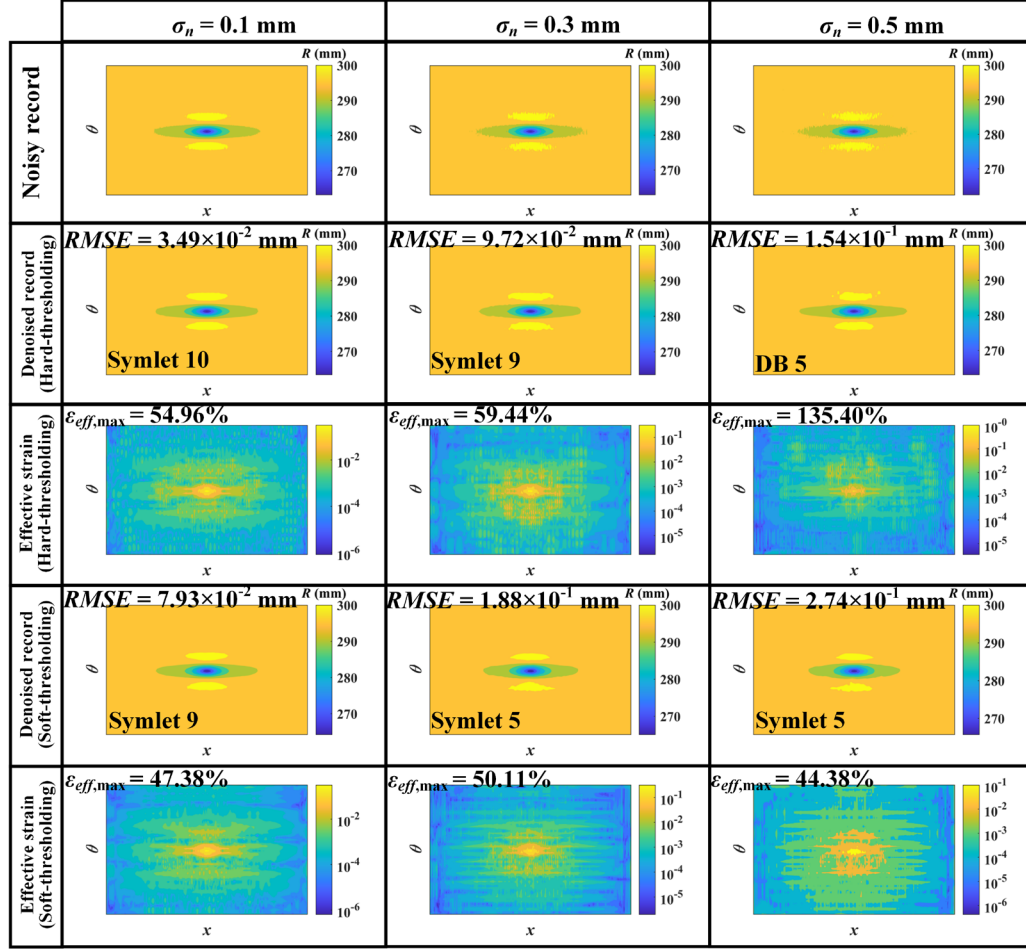 σn = 0.1 mm
σn = 0.3 mm
σn = 0.5 mm
Noisy record
R (mm)
300
290
280
270
θ
x
R (mm)
300
290
280
270
θ
x
R (mm)
300
290
280
270
θ
x
Denoised record
(Hard-thresholding)
RMSE = 3.49×10-2 mm
R (mm)
300
290
280
270
θ
Symlet 10
x
RMSE = 9.72×10-2 mm
R (mm)
300
290
280
270
θ
Symlet 9
x
RMSE = 1.54×10-1 mm
R (mm)
300
290
280
270
θ
DB 5
x
Effective strain
(Hard-thresholding)
εeff,max = 54.96%
10-2
10-4
10-6
θ
x
εeff,max = 59.44%
10-1
10-2
10-3
10-4
10-5
θ
x
εeff,max = 135.40%
10-0
10-1
10-2
10-3
10-4
10-5
θ
x
Denoised record
(Soft-thresholding)
RMSE = 7.93×10-2 mm
R (mm)
300
290
280
270
θ
Symlet 9
x
RMSE = 1.88×10-1 mm
R (mm)
300
290
280
270
θ
Symlet 5
x
RMSE = 2.74×10-1 mm
R (mm)
300
290
280
270
θ
Symlet 5
x
Effective strain
(Soft-thresholding)
εeff,max = 47.38%
10-2
10-4
10-6
θ
x
εeff,max = 50.11%
10-1
10-2
10-3
10-4
10-5
θ
x
εeff,max = 44.38%
10-1
10-2
10-3
10-4
10-5
10-6
θ
x